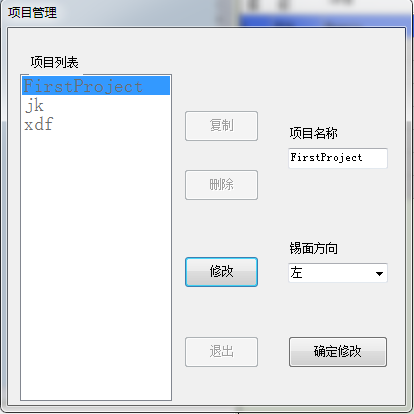 项目管理
项目列表
FirstProject
jk
xdf
复制
删除
修改
退出
项目名称
FirstProject
锡面方向
左
确定修改